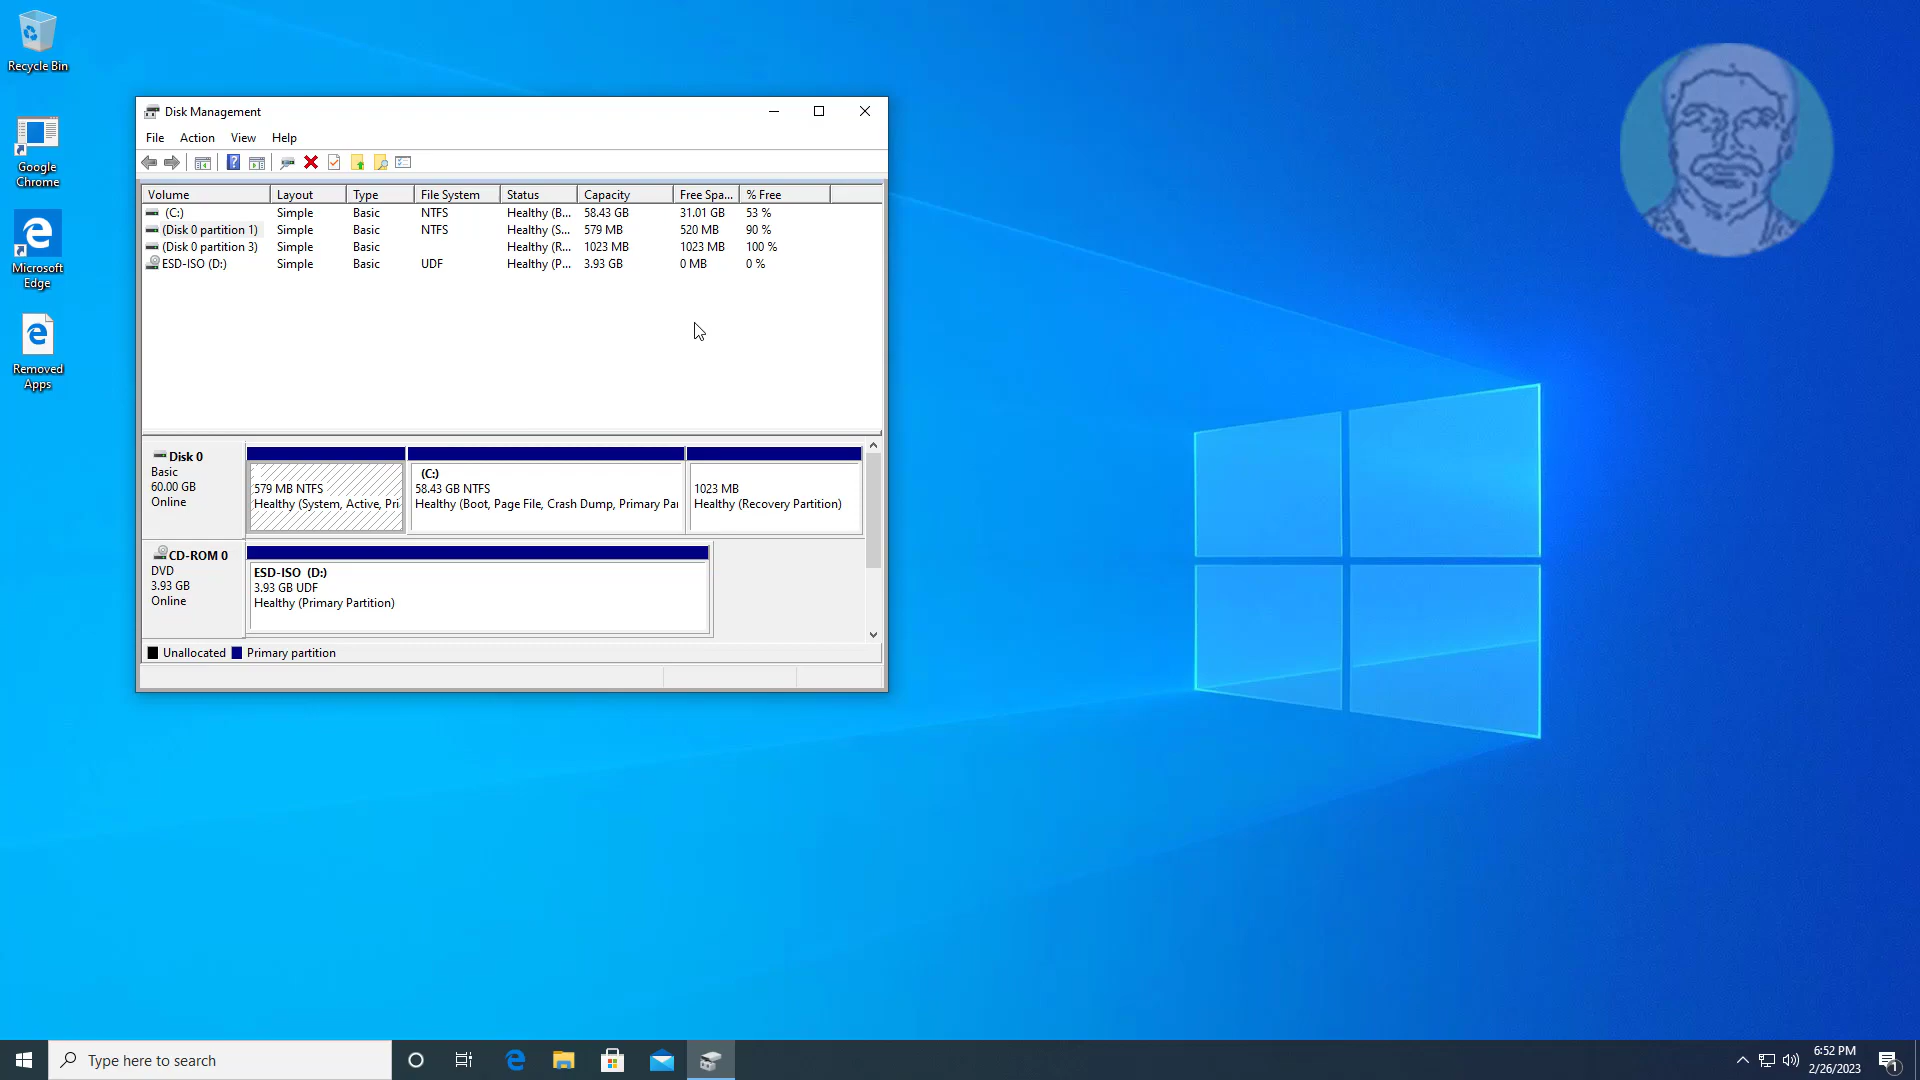 Recycle Bin
Google
Chrome
Microsoft
Edge
Removed
Apps
Disk Management
File Action View Help
Volume Layout Type File System Status Capacity Free Spa... % Free
(C:) Simple Basic NTFS Healthy (B... 58.43 GB 31.01 GB 53 %
(Disk 0 partition 1) Simple Basic NTFS Healthy (S... 579 MB 520 MB 90 %
(Disk 0 partition 3) Simple Basic Healthy (R... 1023 MB 1023 MB 100 %
ESD-ISO (D:) Simple Basic UDF Healthy (P... 3.93 GB 0 MB 0 %
Disk 0
Basic
60.00 GB
Online
579 MB NTFS
Healthy (System, Active, Pri
(C:)
58.43 GB NTFS
Healthy (Boot, Page File, Crash Dump, Primary Pa
1023 MB
Healthy (Recovery Partition)
CD-ROM 0
DVD
3.93 GB
Online
ESD-ISO (D:)
3.93 GB UDF
Healthy (Primary Partition)
Unallocated Primary partition
Type here to search
6:52 PM
2/26/2023
1